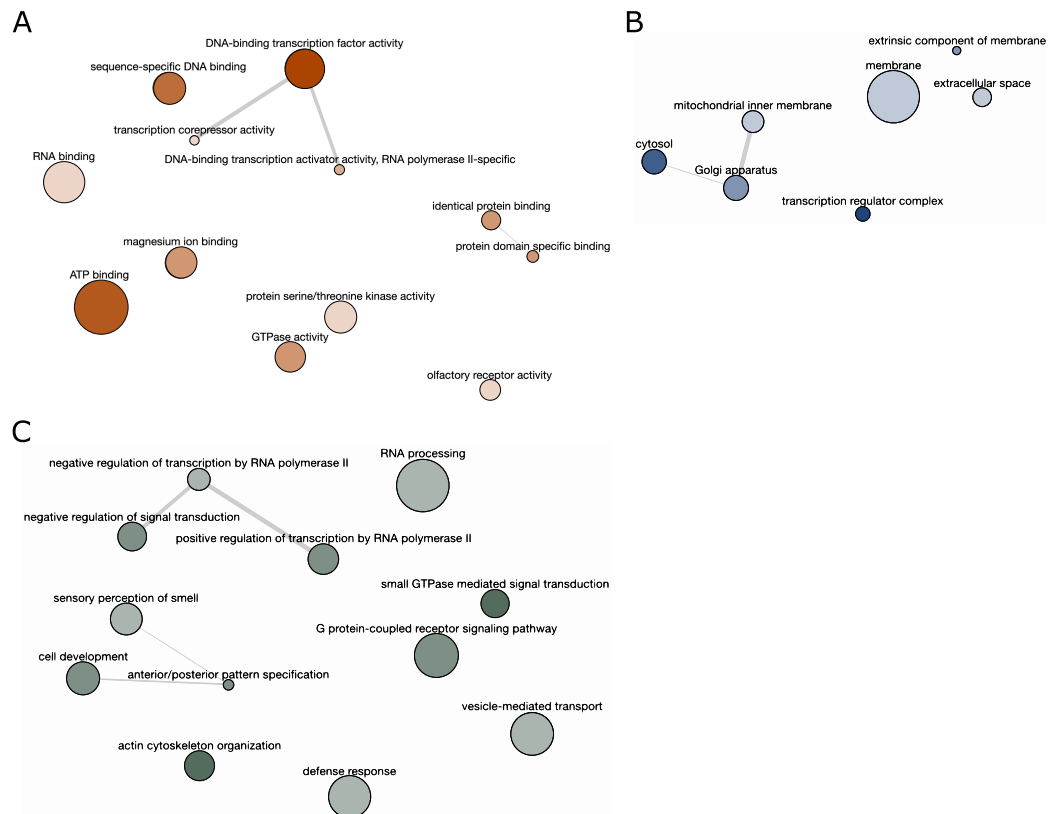 A
DNA-binding transcription factor activity
sequence-specific DNA binding
transcription corepressor activity
DNA-binding transcription activator activity, RNA polymerase II-specific
RNA binding
identical protein binding
protein domain specific binding
magnesium ion binding
ATP binding
protein serine/threonine kinase activity
GTPase activity
olfactory receptor activity
B
extrinsic component of membrane
membrane
extracellular space
mitochondrial inner membrane
cytosol
Golgi apparatus
transcription regulator complex
C
negative regulation of transcription by RNA polymerase II
RNA processing
negative regulation of signal transduction
positive regulation of transcription by RNA polymerase II
small GTPase mediated signal transduction
sensory perception of smell
G protein-coupled receptor signaling pathway
cell development
anterior/posterior pattern specification
vesicle-mediated transport
actin cytoskeleton organization
defense response